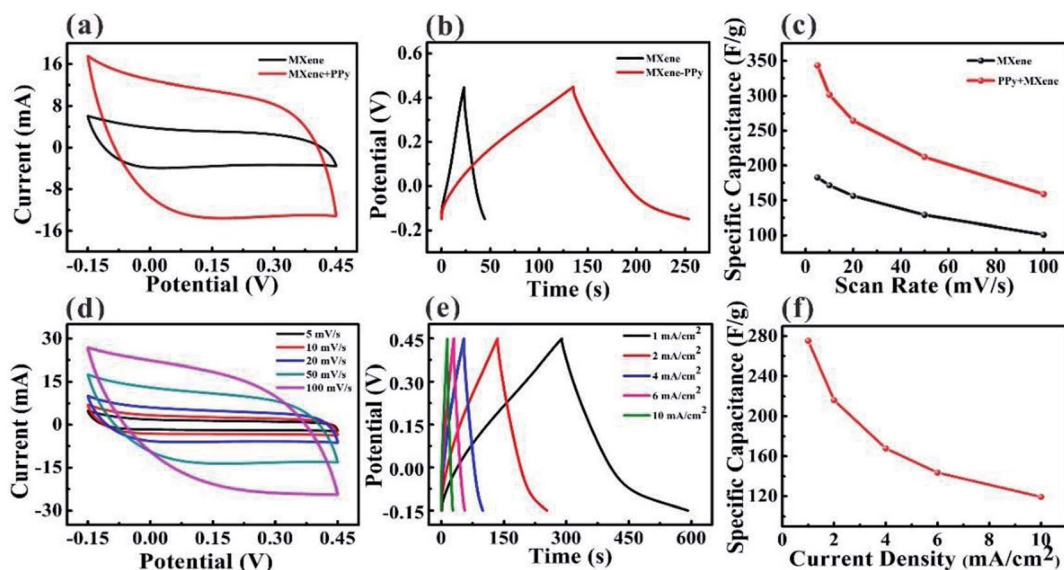 (a)
MXene
MXene+PPy
Current (mA)
16
8
0
-8
-16
-0.15 0.00 0.15 0.30 0.45
Potential (V)
(b)
MXene
MXene-PPy
Potential (V)
0.6
0.4
0.2
0.0
-0.2
0 50 100 150 200 250
Time (s)
(c)
MXene
PPy+MXene
Specific Capacitance (F/g)
350
300
250
200
150
100
0 20 40 60 80 100
Scan Rate (mV/s)
(d)
5 mV/s
10 mV/s
20 mV/s
50 mV/s
100 mV/s
Current (mA)
30
15
0
-15
-30
-0.15 0.00 0.15 0.30 0.45
Potential (V)
(e)
1 mA/cm²
2 mA/cm²
4 mA/cm²
6 mA/cm²
10 mA/cm²
Potential (V)
0.45
0.30
0.15
0.00
-0.15
0 150 300 450 600
Time (s)
(f)
Specific Capacitance (F/g)
280
240
200
160
120
0 2 4 6 8 10
Current Density (mA/cm²)